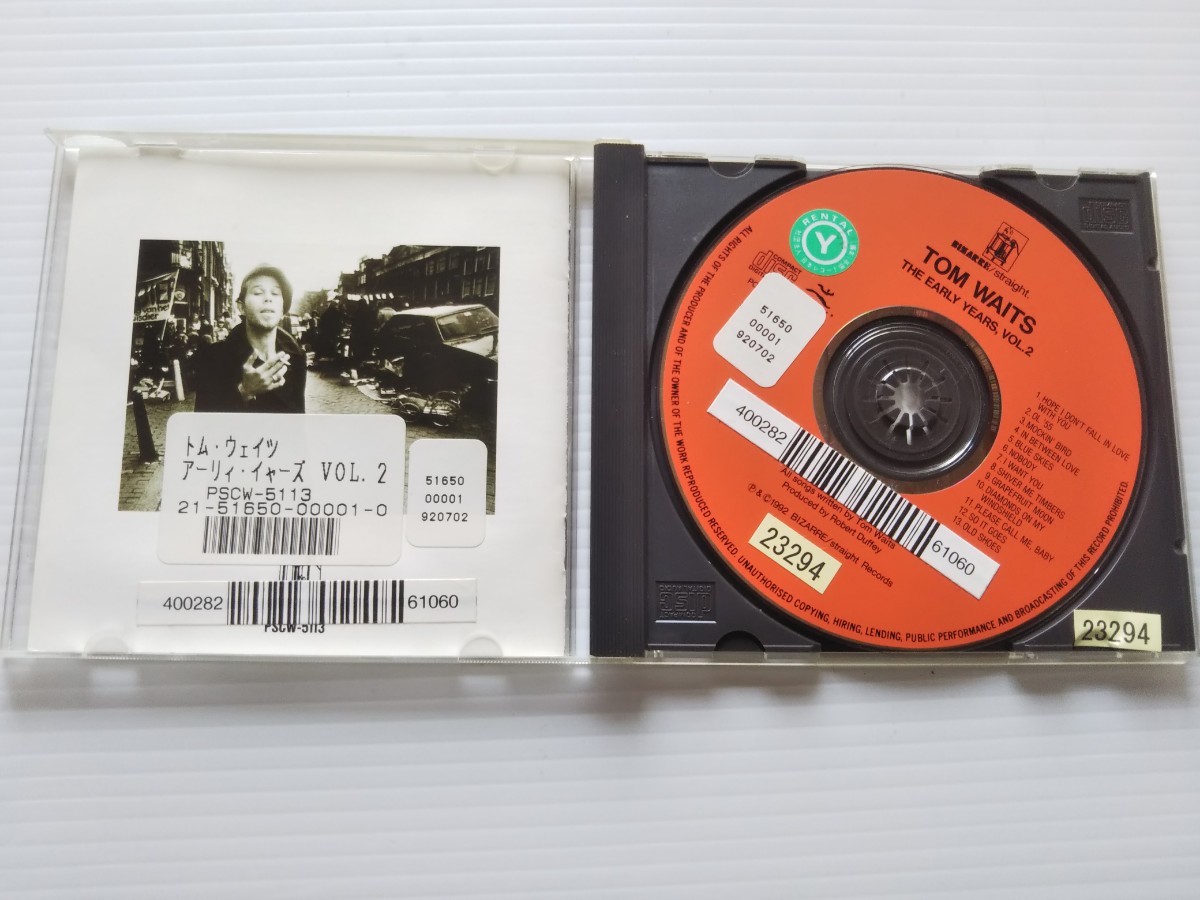 トム・ウェイツ
アーリィ・イヤーズ VOL. 2
PSCW-5113
21-51650-00001-0
51650
00001
920702
400282
61060
PSCW-5113
RENTAL
Y
COMPACT
disc
BIZARRE/straight.
TOM WAITS
THE EARLY YEARS, VOL.2
51650
00001
920702
400282
61060
1. HOPE I DON'T FALL IN LOVE
WITH YOU
2. OL '55
3. MOCKIN' BIRD
4. IN BETWEEN LOVE
5. BLUE SKIES
6. NOBODY
7. I WANT YOU
8. SHIVER ME TIMBERS
9. GRAPEFRUIT MOON
10. DIAMONDS ON MY
WINDSHIELD
11. PLEASE CALL ME, BABY
12. SO IT GOES
13. OLD SHOES
All songs written by Tom Waits
Produced by Robert Duffey
℗ & © 1992 BIZARRE/straight Records
23294
ALL RIGHTS OF THE PRODUCER AND OF THE OWNER OF THE WORK REPRODUCED RESERVED. UNAUTHORISED COPYING, HIRING, LENDING, PUBLIC PERFORMANCE AND BROADCASTING OF THIS RECORD PROHIBITED
23294